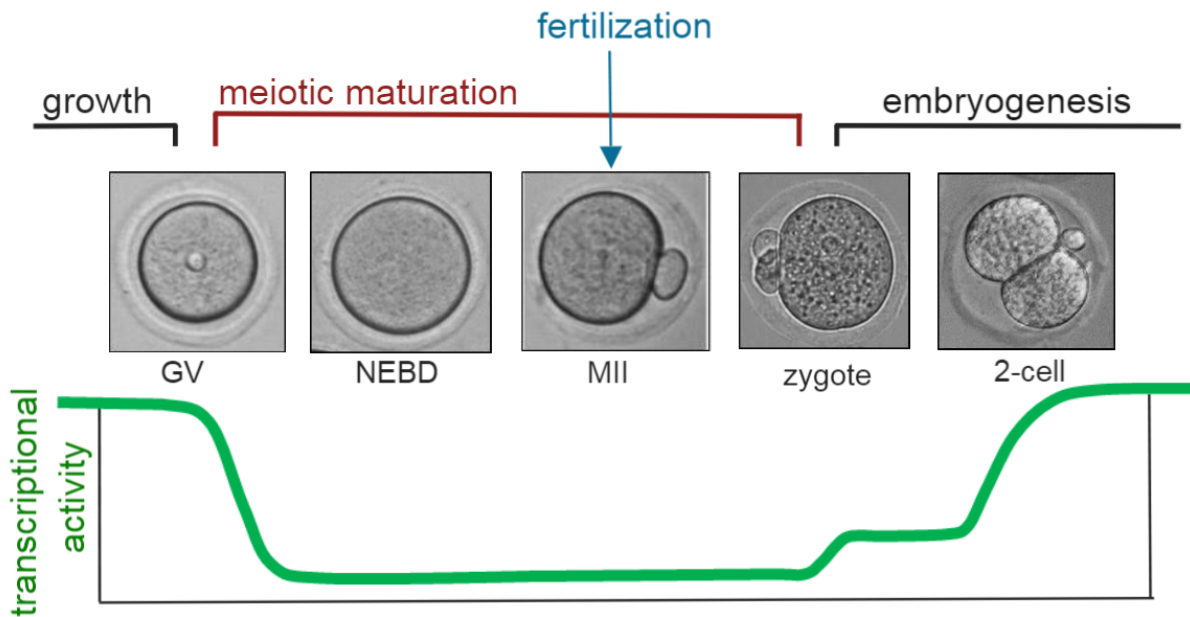 fertilization
growth
meiotic maturation
embryogenesis
GV
NEBD
MII
zygote
2-cell
transcriptional
activity